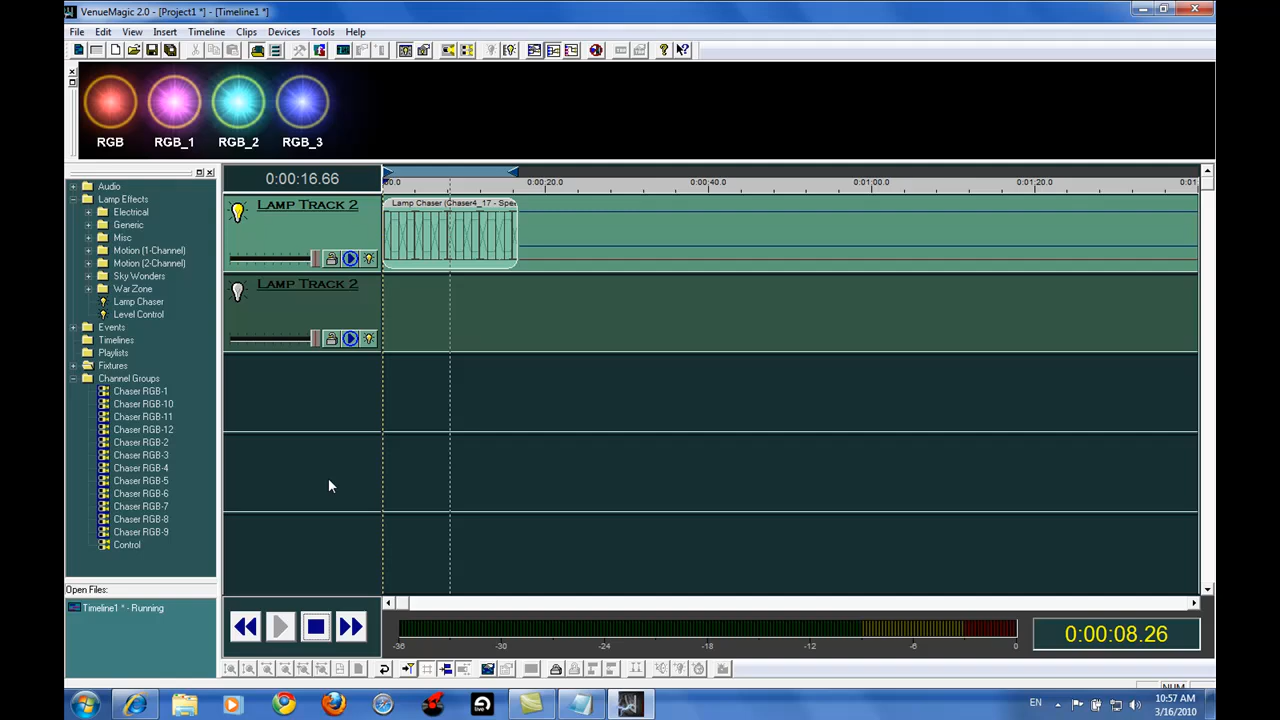 VenueMagic 2.0 - [Project1 *] - [Timeline1 *]
File Edit View Insert Timeline Clips Devices Tools Help
RGB RGB_1 RGB_2 RGB_3
0:00:16.66
0:00:20.0 0:00:40.0 0:01:00.0 0:01:20.0
LAMP TRACK 2
Lamp Chaser (Chaser4_17 - Spe
LAMP TRACK 2
Audio
Lamp Effects
Electrical
Generic
Misc
Motion (1-Channel)
Motion (2-Channel)
Sky Wonders
War Zone
Lamp Chaser
Level Control
Events
Timelines
Playlists
Fixtures
Channel Groups
Chaser RGB-1
Chaser RGB-10
Chaser RGB-11
Chaser RGB-12
Chaser RGB-2
Chaser RGB-3
Chaser RGB-4
Chaser RGB-5
Chaser RGB-6
Chaser RGB-7
Chaser RGB-8
Chaser RGB-9
Control
Open Files:
Timeline1 * - Running
-36 -30 -24 -18 -12 -6 0
0:00:08.26
NUM
EN
10:57 AM
3/16/2010
live